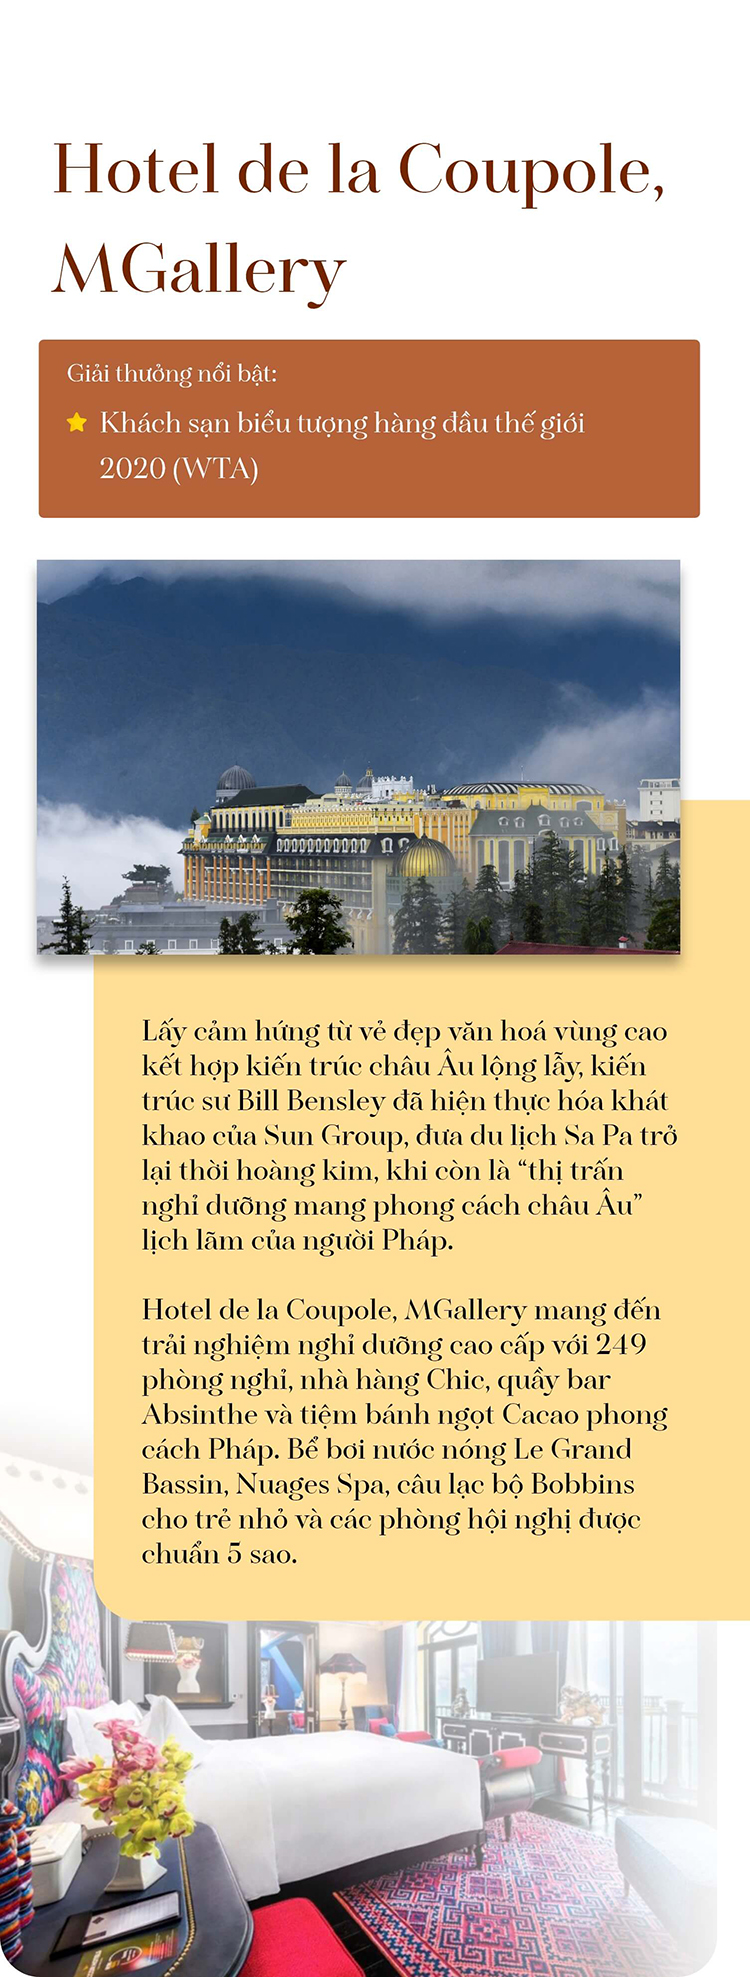 Hotel de la Coupole,
MGallery
Giải thưởng nổi bật:
Khách sạn biểu tượng hàng đầu thế giới
2020 (WTA)
Lấy cảm hứng từ vẻ đẹp văn hoá vùng cao
kết hợp kiến trúc châu Âu lộng lẫy, kiến
trúc sư Bill Bensley đã hiện thực hóa khát
khao của Sun Group, đưa du lịch Sa Pa trở
lại thời hoàng kim, khi còn là “thị trấn
nghỉ dưỡng mang phong cách châu Âu”
lịch lãm của người Pháp.
Hotel de la Coupole, MGallery mang đến
trải nghiệm nghỉ dưỡng cao cấp với 249
phòng nghỉ, nhà hàng Chic, quầy bar
Absinthe và tiệm bánh ngọt Cacao phong
cách Pháp. Bể bơi nước nóng Le Grand
Bassin, Nuages Spa, câu lạc bộ Bobbins
cho trẻ nhỏ và các phòng hội nghị được
chuẩn 5 sao.